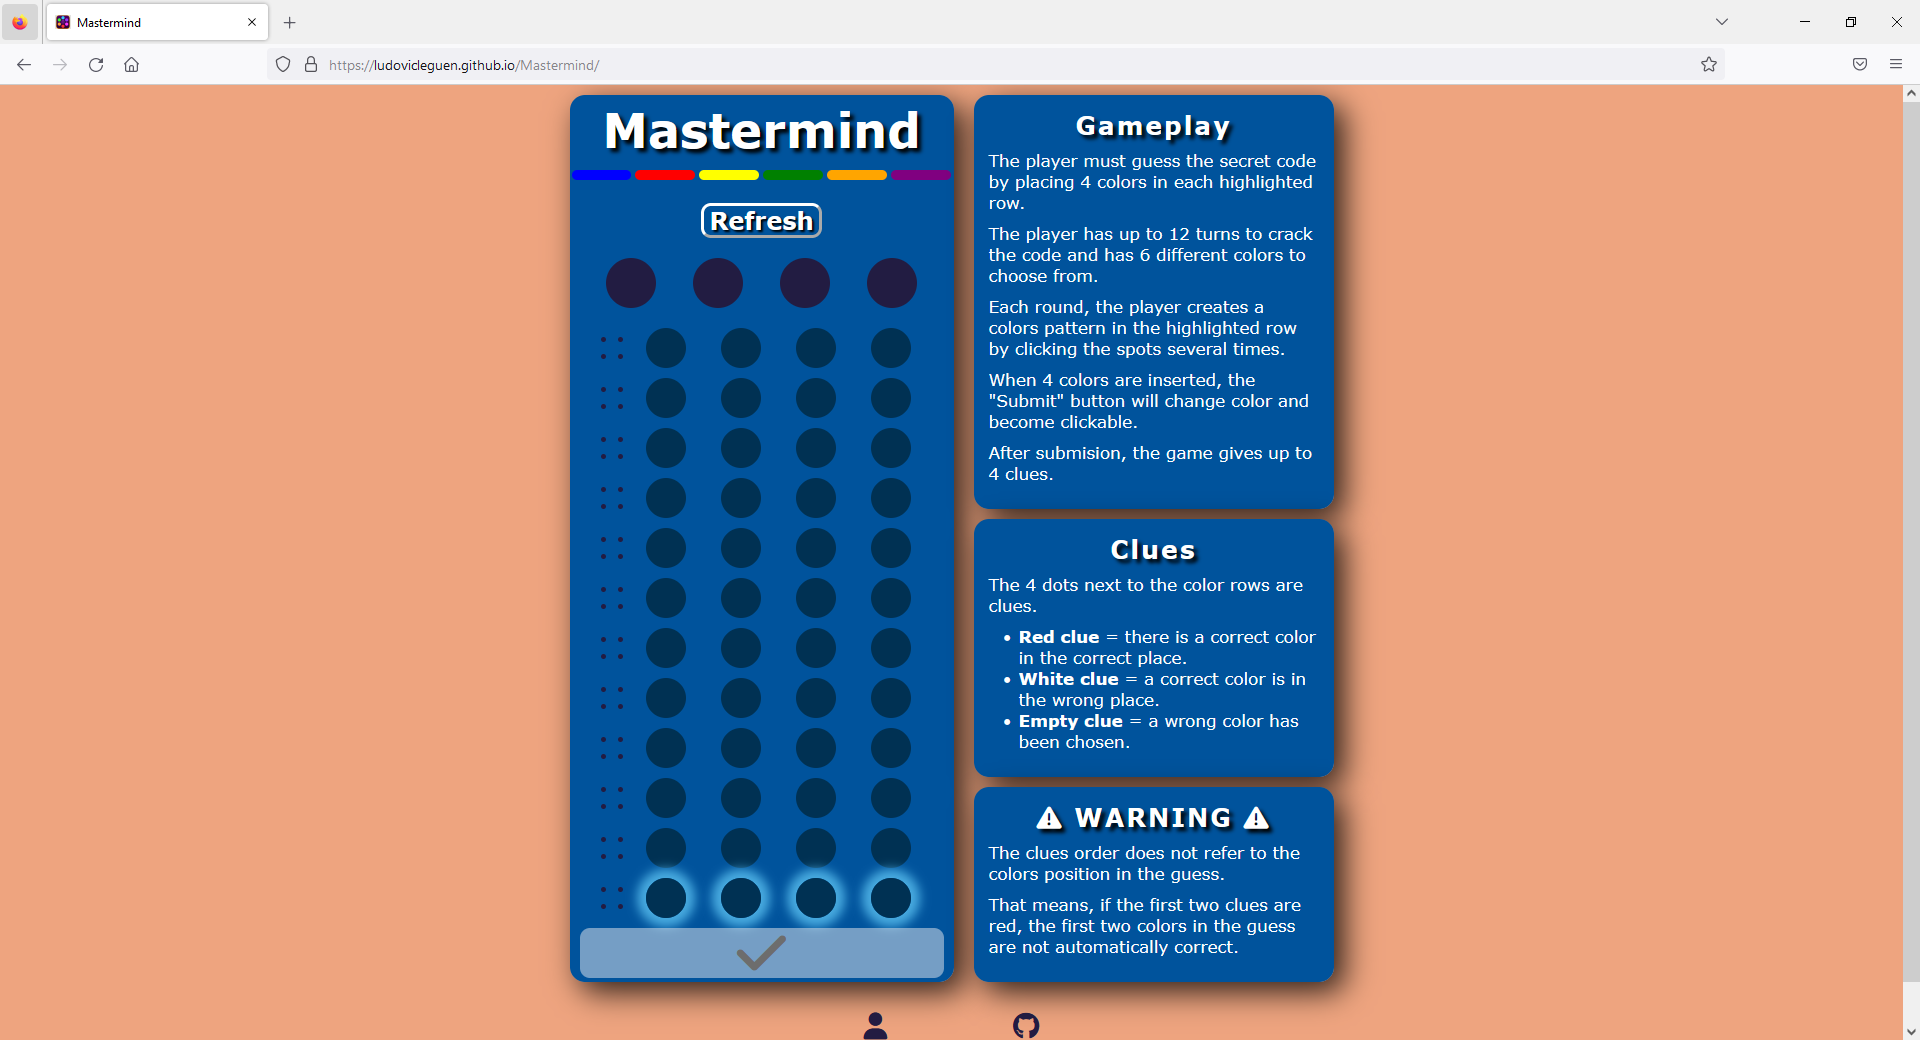 Mastermind
https://ludovicleguen.github.io/Mastermind/
Mastermind
Refresh
Gameplay
The player must guess the secret code
by placing 4 colors in each highlighted
row.
The player has up to 12 turns to crack
the code and has 6 different colors to
choose from.
Each round, the player creates a
colors pattern in the highlighted row
by clicking the spots several times.
When 4 colors are inserted, the
"Submit" button will change color and
become clickable.
After submision, the game gives up to
4 clues.
Clues
The 4 dots next to the color rows are
clues.
• Red clue = there is a correct color
in the correct place.
• White clue = a correct color is in
the wrong place.
• Empty clue = a wrong color has
been chosen.
WARNING
The clues order does not refer to the
colors position in the guess.
That means, if the first two clues are
red, the first two colors in the guess
are not automatically correct.